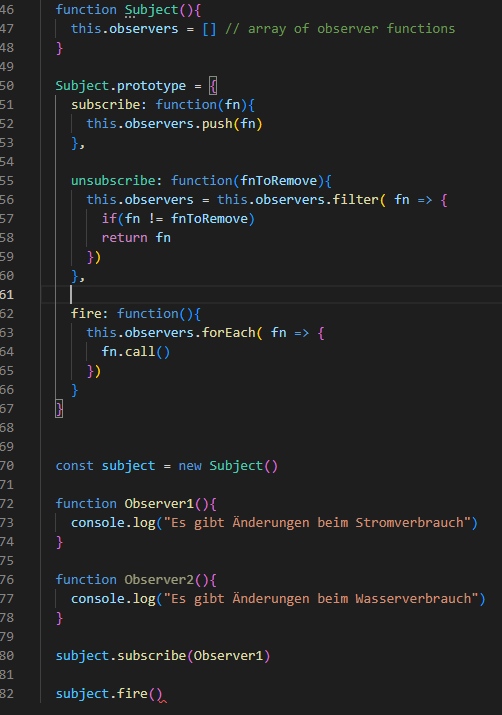 46 function Subject(){
47   this.observers = [] // array of observer functions
48 }
49
50 Subject.prototype = {
51   subscribe: function(fn){
52     this.observers.push(fn)
53   },
54
55   unsubscribe: function(fnToRemove){
56     this.observers = this.observers.filter( fn => {
57       if(fn != fnToRemove)
58       return fn
59     })
60   },
61
62   fire: function(){
63     this.observers.forEach( fn => {
64       fn.call()
65     })
66   }
67 }
68
69
70 const subject = new Subject()
71
72 function Observer1(){
73   console.log("Es gibt Änderungen beim Stromverbrauch")
74 }
75
76 function Observer2(){
77   console.log("Es gibt Änderungen beim Wasserverbrauch")
78 }
79
80 subject.subscribe(Observer1)
81
82 subject.fire()